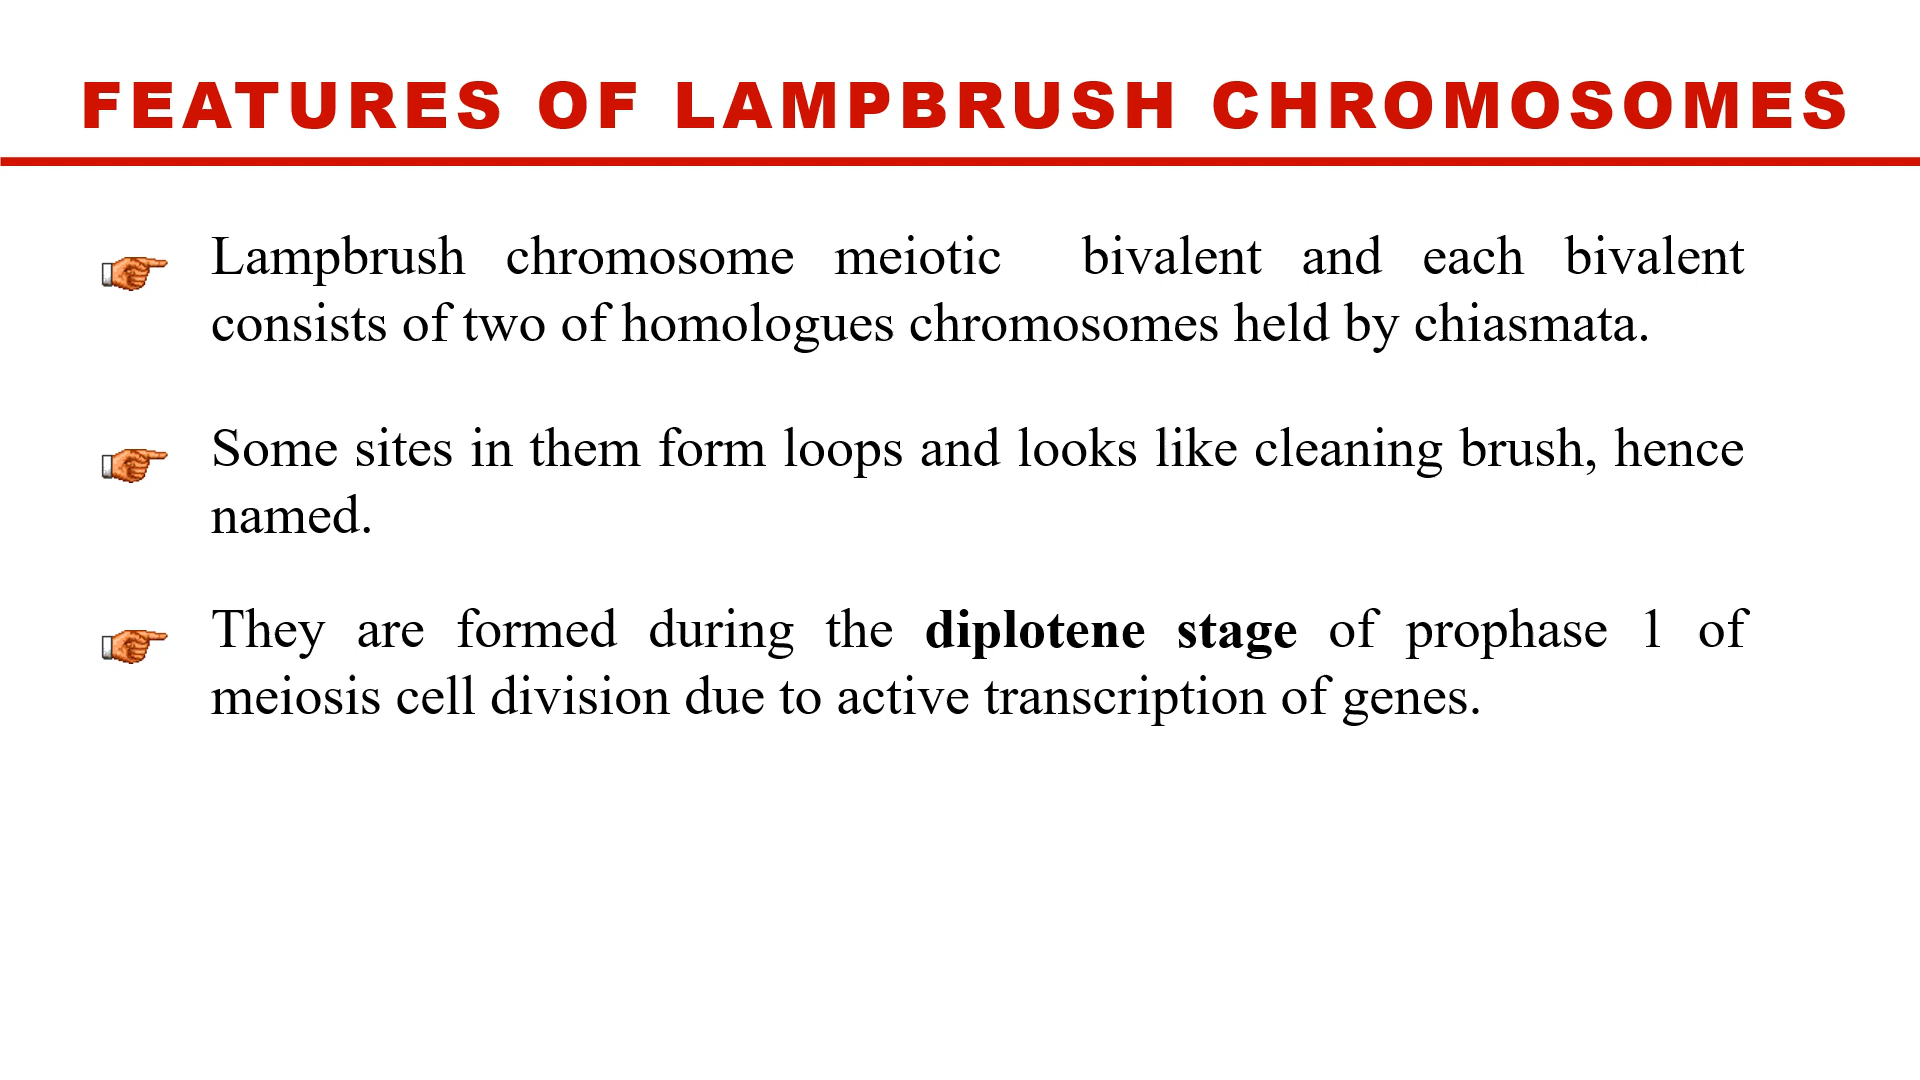 FEATURES OF LAMPBRUSH CHROMOSOMES
Lampbrush chromosome meiotic bivalent and each bivalent
consists of two of homologues chromosomes held by chiasmata.
Some sites in them form loops and looks like cleaning brush, hence
named.
They are formed during the diplotene stage of prophase 1 of
meiosis cell division due to active transcription of genes.